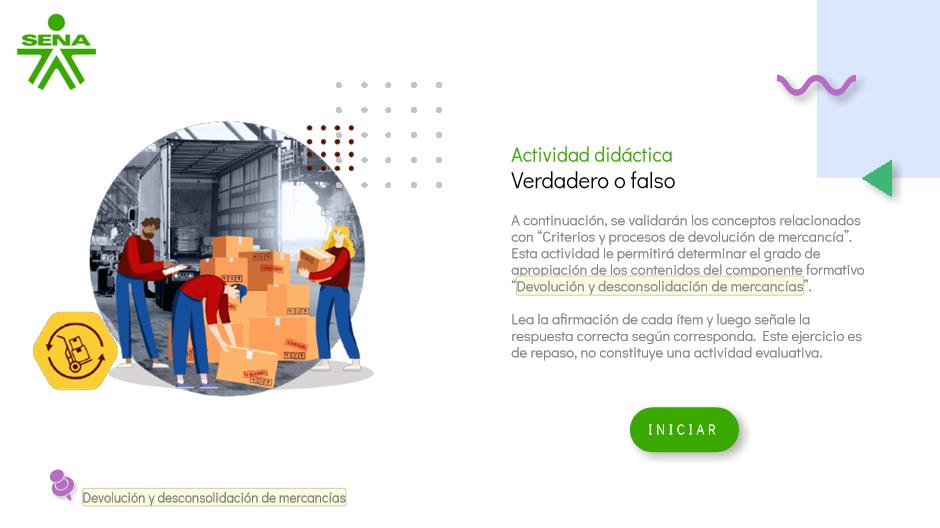 SENA
Actividad didáctica
Verdadero o falso
A continuación, se validarán los conceptos relacionados
con “Criterios y procesos de devolución de mercancía”.
Esta actividad le permitirá determinar el grado de
apropiación de los contenidos del componente formativo
“Devolución y desconsolidación de mercancías”.
Lea la afirmación de cada ítem y luego señale la
respuesta correcta según corresponda. Este ejercicio es
de repaso, no constituye una actividad evaluativa.
INICIAR
Devolución y desconsolidación de mercancías